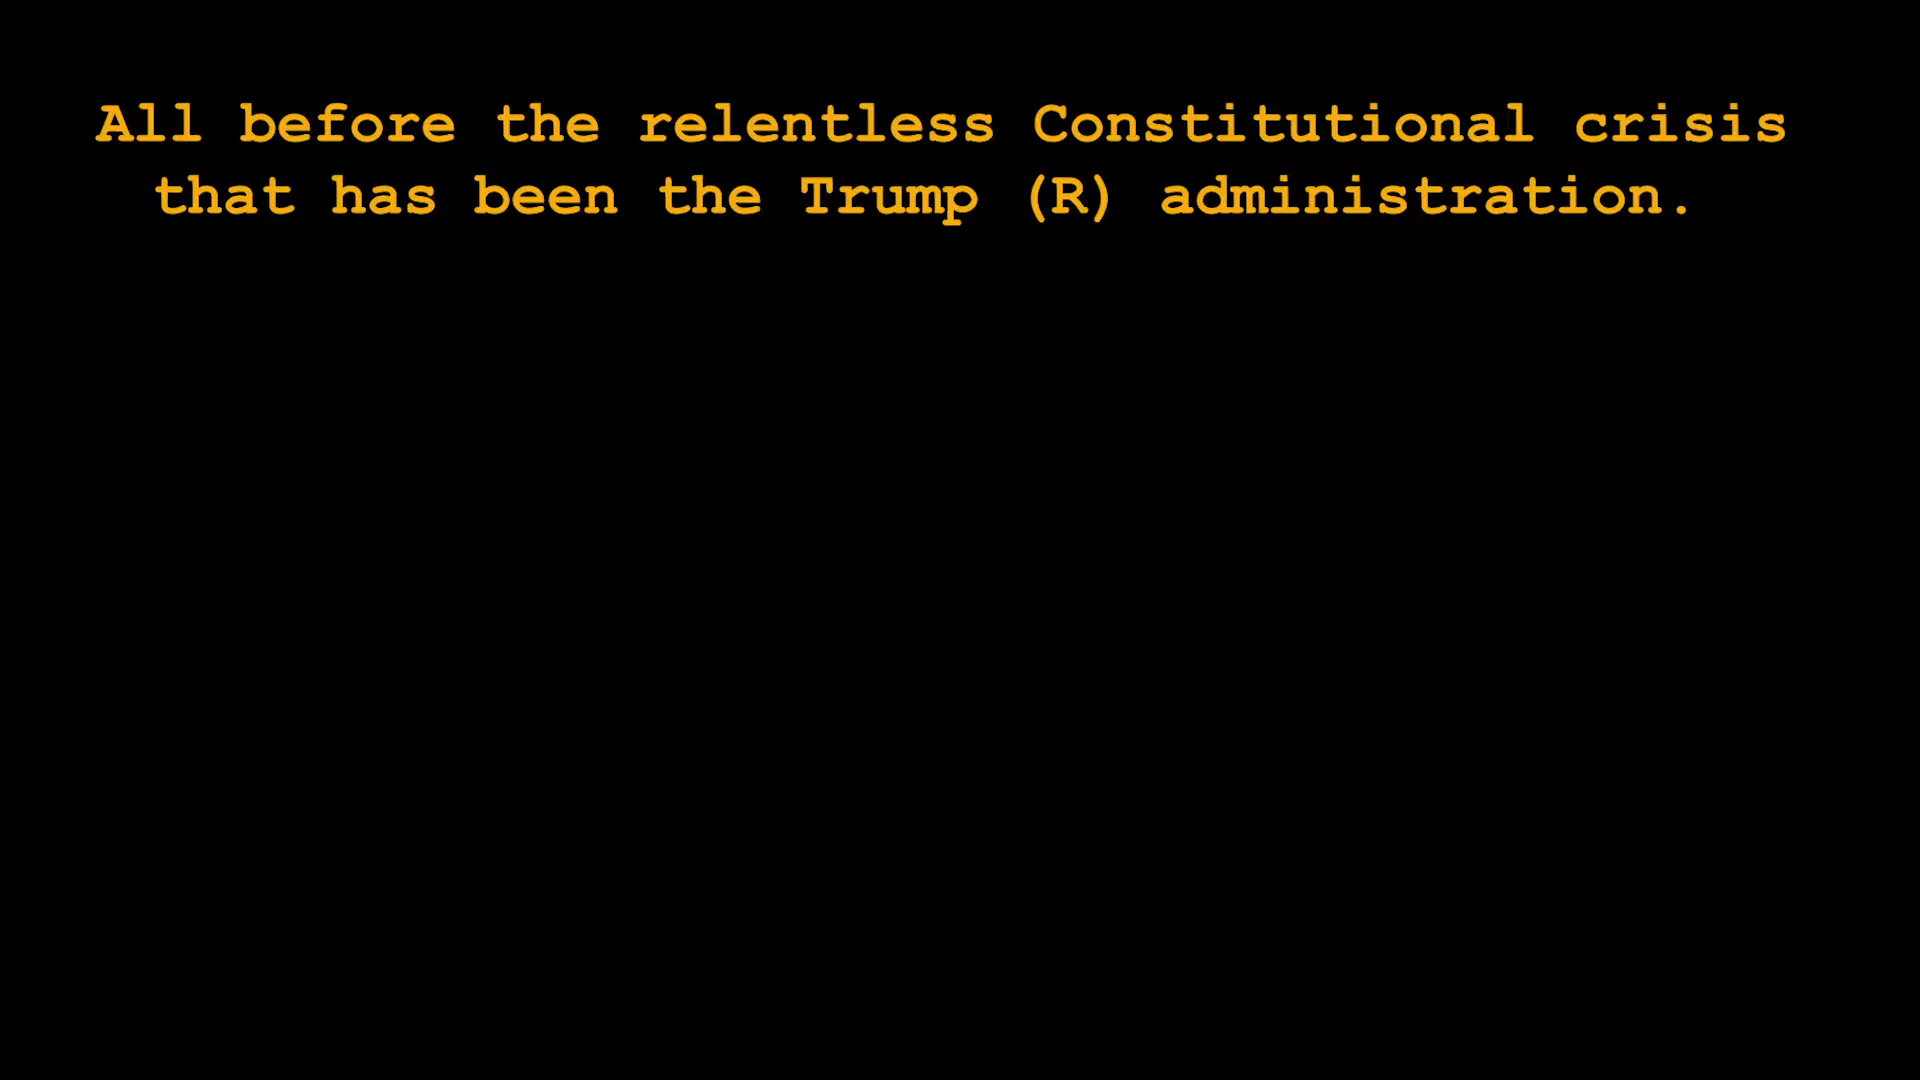 All before the relentless Constitutional crisis
that has been the Trump (R) administration.